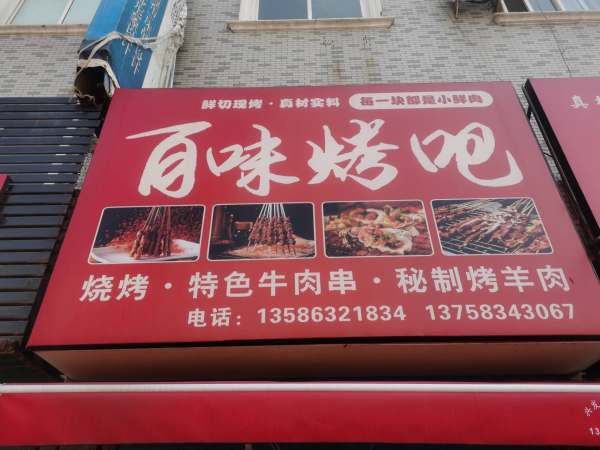 鲜切现烤·真材实料 每一块都是小鲜肉
百味烤吧
烧烤·特色牛肉串·秘制烤羊肉
电话：13586321834 13758343067
真